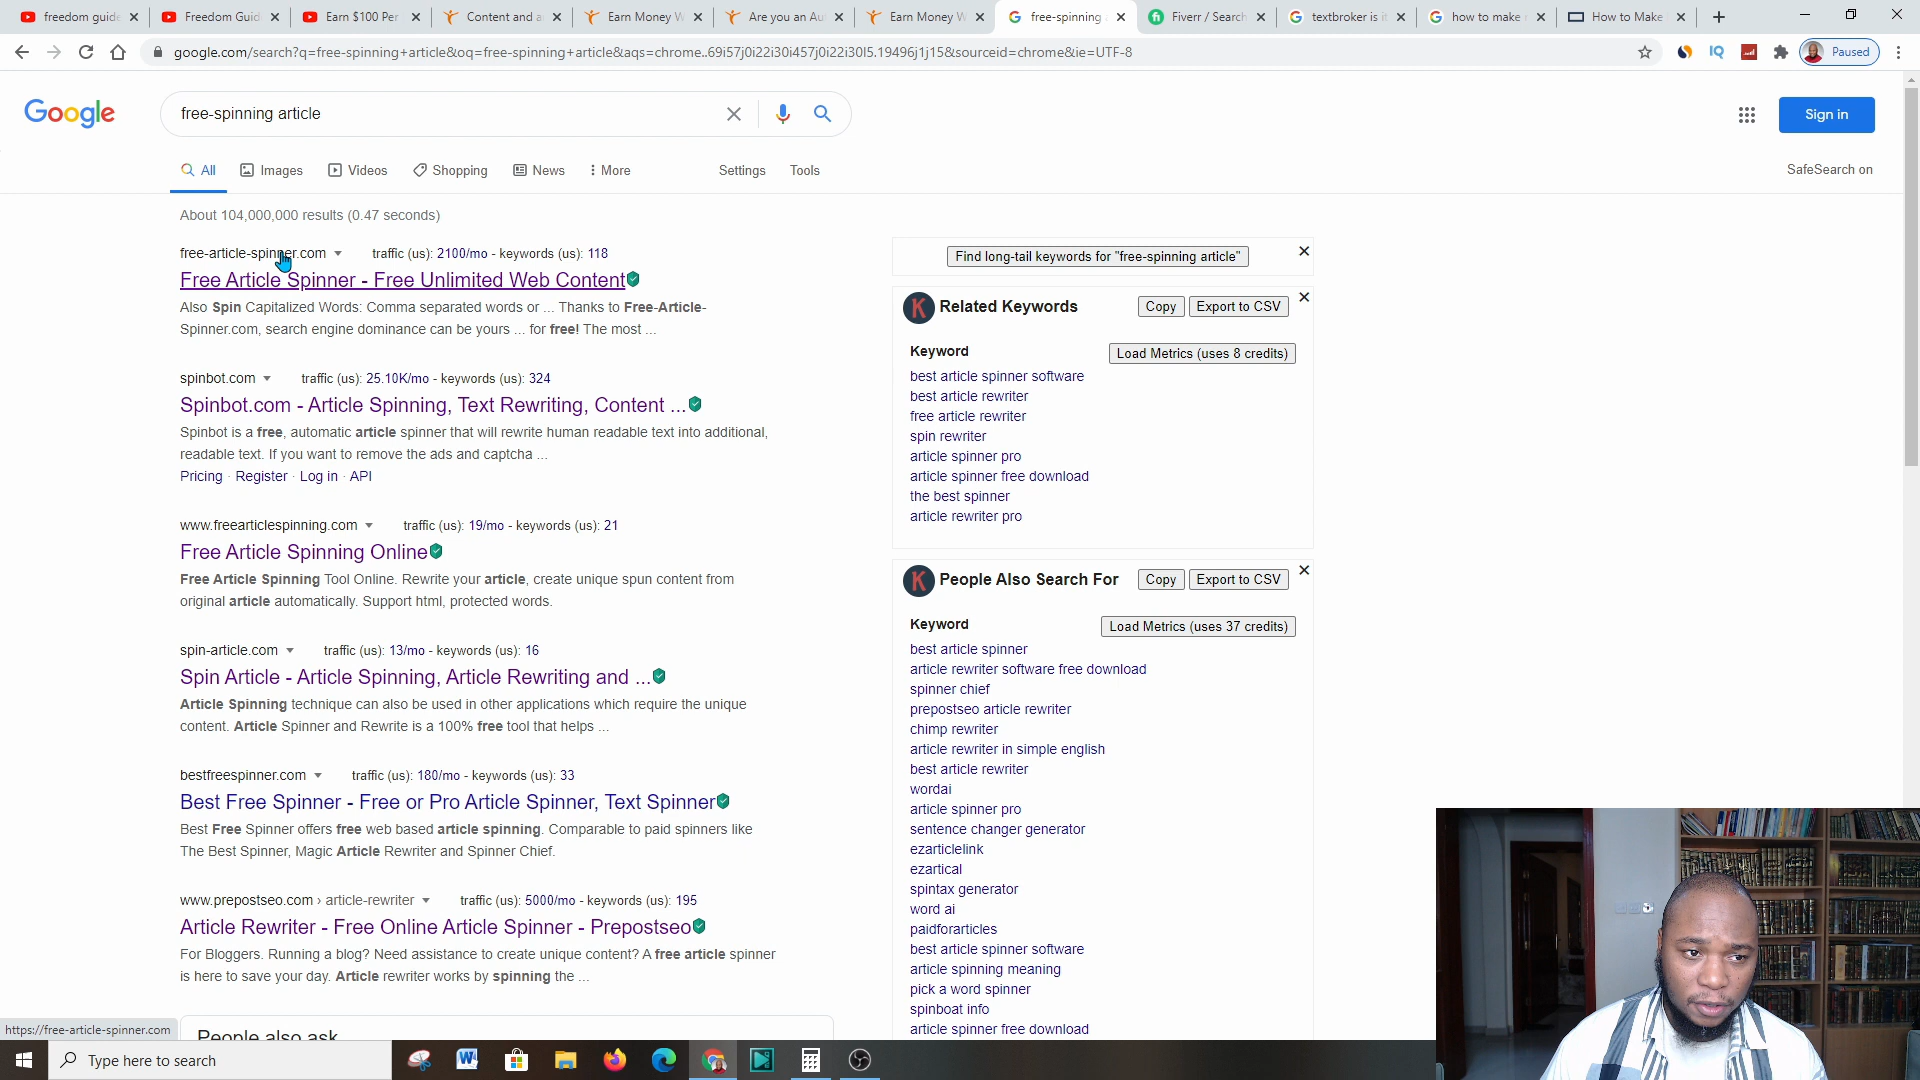 freedom guide
Freedom Guid
Earn $100 Per
Content and a
Earn Money W
Are you an Au
Earn Money W
free-spinning a
Fiverr / Search
textbroker is it
how to make
How to Make
google.com/search?q=free-spinning+article&oq=free-spinning+article&aqs=chrome..69i57j0i22i30i457j0i22i30l5.19496j1j15&sourceid=chrome&ie=UTF-8
IQ
Paused
Google
free-spinning article
Sign in
All
Images
Videos
Shopping
News
More
Settings
Tools
SafeSearch on
About 104,000,000 results (0.47 seconds)
free-article-spinner.com traffic (us): 2100/mo - keywords (us): 118
Free Article Spinner - Free Unlimited Web Content
Also Spin Capitalized Words: Comma separated words or ... Thanks to Free-Article-
Spinner.com, search engine dominance can be yours ... for free! The most ...
spinbot.com traffic (us): 25.10K/mo - keywords (us): 324
Spinbot.com - Article Spinning, Text Rewriting, Content ...
Spinbot is a free, automatic article spinner that will rewrite human readable text into additional,
readable text. If you want to remove the ads and captcha ...
Pricing · Register · Log in · API
www.freearticlespinning.com traffic (us): 19/mo - keywords (us): 21
Free Article Spinning Online
Free Article Spinning Tool Online. Rewrite your article, create unique spun content from
original article automatically. Support html, protected words.
spin-article.com traffic (us): 13/mo - keywords (us): 16
Spin Article - Article Spinning, Article Rewriting and ...
Article Spinning technique can also be used in other applications which require the unique
content. Article Spinner and Rewrite is a 100% free tool that helps ...
bestfreespinner.com traffic (us): 180/mo - keywords (us): 33
Best Free Spinner - Free or Pro Article Spinner, Text Spinner
Best Free Spinner offers free web based article spinning. Comparable to paid spinners like
The Best Spinner, Magic Article Rewriter and Spinner Chief.
www.prepostseo.com › article-rewriter traffic (us): 5000/mo - keywords (us): 195
Article Rewriter - Free Online Article Spinner - Prepostseo
For Bloggers. Running a blog? Need assistance to create unique content? A free article spinner
is here to save your day. Article rewriter works by spinning the ...
People also ask
Find long-tail keywords for "free-spinning article"
K Related Keywords
Copy
Export to CSV
Keyword
Load Metrics (uses 8 credits)
best article spinner software
best article rewriter
free article rewriter
spin rewriter
article spinner pro
article spinner free download
the best spinner
article rewriter pro
K People Also Search For
Copy
Export to CSV
Keyword
Load Metrics (uses 37 credits)
best article spinner
article rewriter software free download
spinner chief
prepostseo article rewriter
chimp rewriter
article rewriter in simple english
best article rewriter
wordai
article spinner pro
sentence changer generator
ezarticlelink
ezartical
spintax generator
word ai
paidforarticles
best article spinner software
article spinning meaning
pick a word spinner
spinboat info
article spinner free download
https://free-article-spinner.com
Type here to search